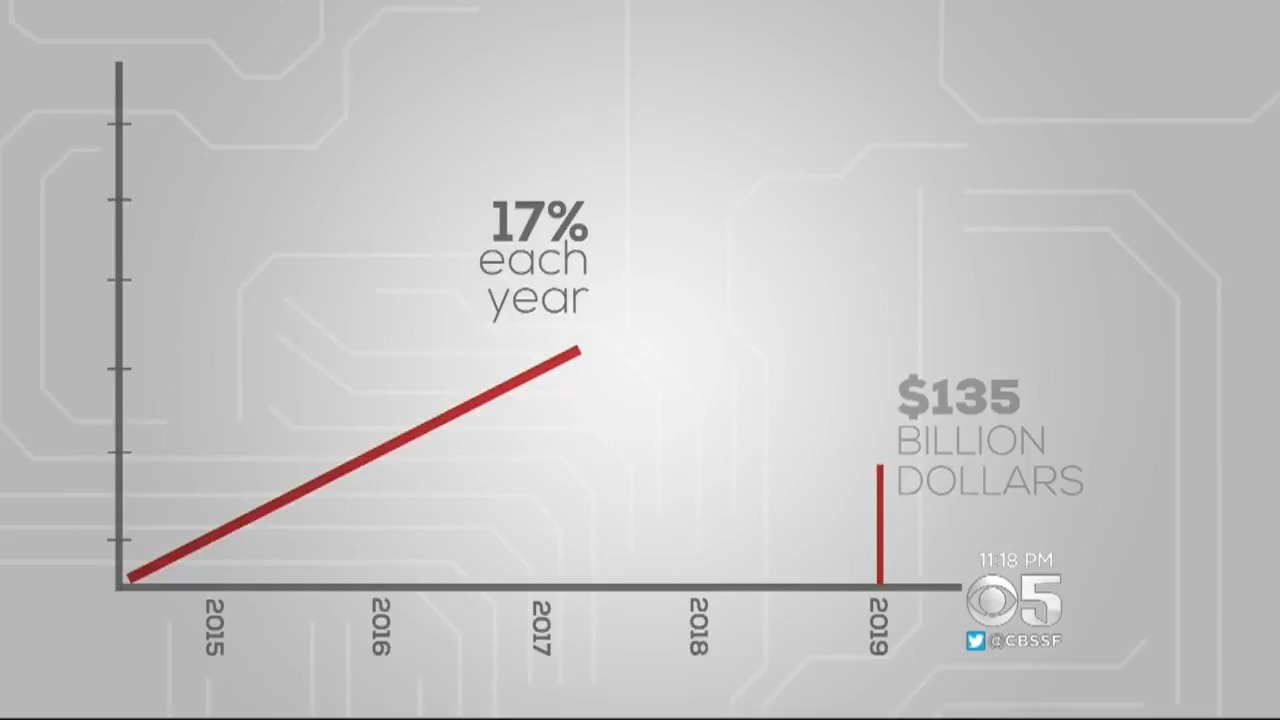 17%
each
year
$135
BILLION
DOLLARS
2015
2016
2017
2018
2019
11:18 PM
5
@CBSSF